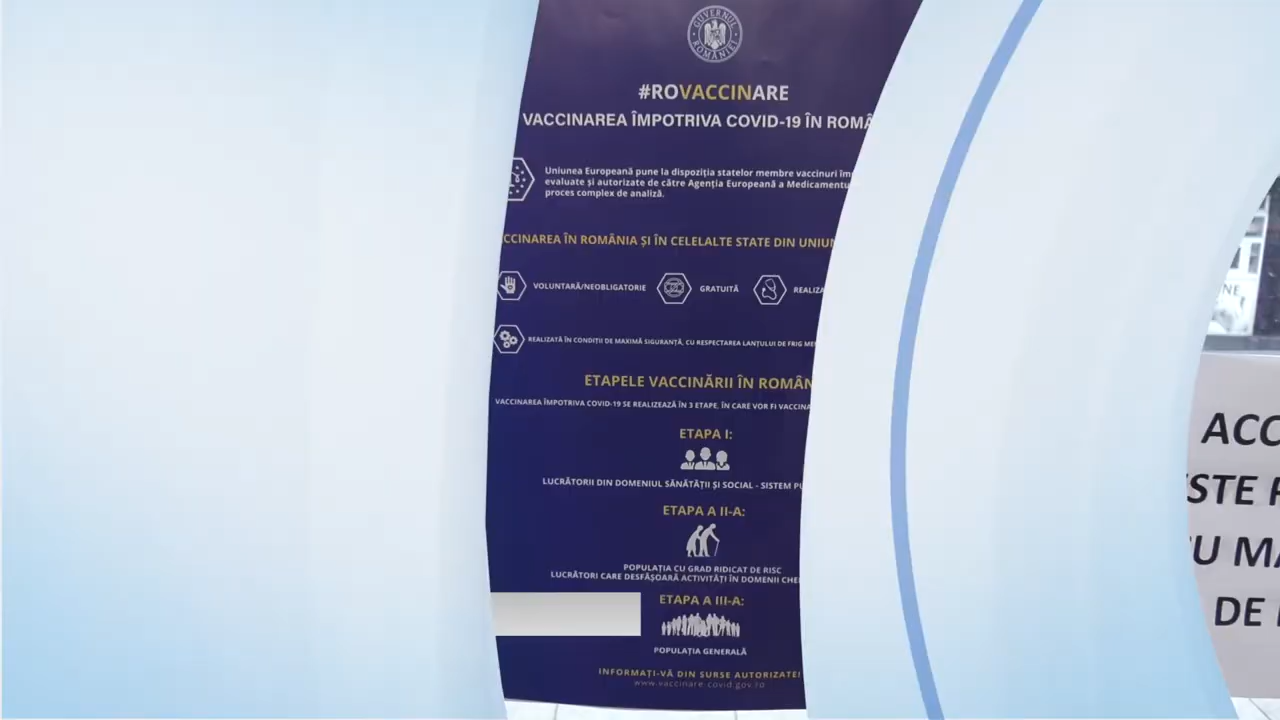 GUVERNUL ROMÂNIEI
#ROVACCINARE
VACCINAREA ÎMPOTRIVA COVID-19 ÎN ROMÂ
Uniunea Europeană pune la dispoziția statelor membre vaccinuri îm
evaluate și autorizate de către Agenția Europeană a Medicamentu
proces complex de analiză.
CCINAREA ÎN ROMÂNIA ȘI ÎN CELELALTE STATE DIN UNIUN
VOLUNTARĂ/NEOBLIGATORIE
GRATUITĂ
REALIZA
REALIZATĂ ÎN CONDIȚII DE MAXIMĂ SIGURANȚĂ, CU RESPECTAREA LANȚULUI DE FRIG
ETAPELE VACCINĂRII ÎN ROMÂN
VACCINAREA ÎMPOTRIVA COVID-19 SE REALIZEAZĂ ÎN 3 ETAPE, ÎN CARE VOR FI VACCINA
ETAPA I:
LUCRĂTORII DIN DOMENIUL SĂNĂTĂȚII ȘI SOCIAL - SISTEM
ETAPA A II-A:
POPULAȚIA CU GRAD RIDICAT DE RISC
LUCRĂTORI CARE DESFĂȘOARĂ ACTIVITĂȚI ÎN DOMENII CHE
ETAPA A III-A:
POPULAȚIA GENERALĂ
INFORMAȚI-VĂ DIN SURSE AUTORIZATE!
www.vaccinare-covid.gov.ro
NE
ACC
STE
U MA
DE